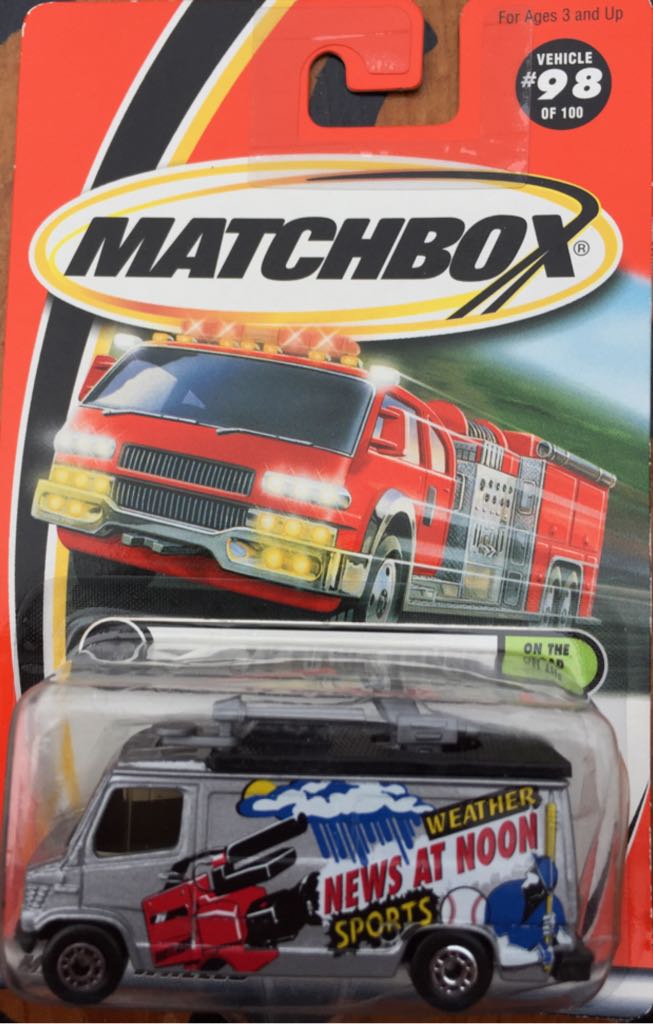 For Ages 3 and Up
VEHICLE
#98
OF 100
MATCHBOX®
ON THE
WEATHER
NEWS AT NOON
SPORTS